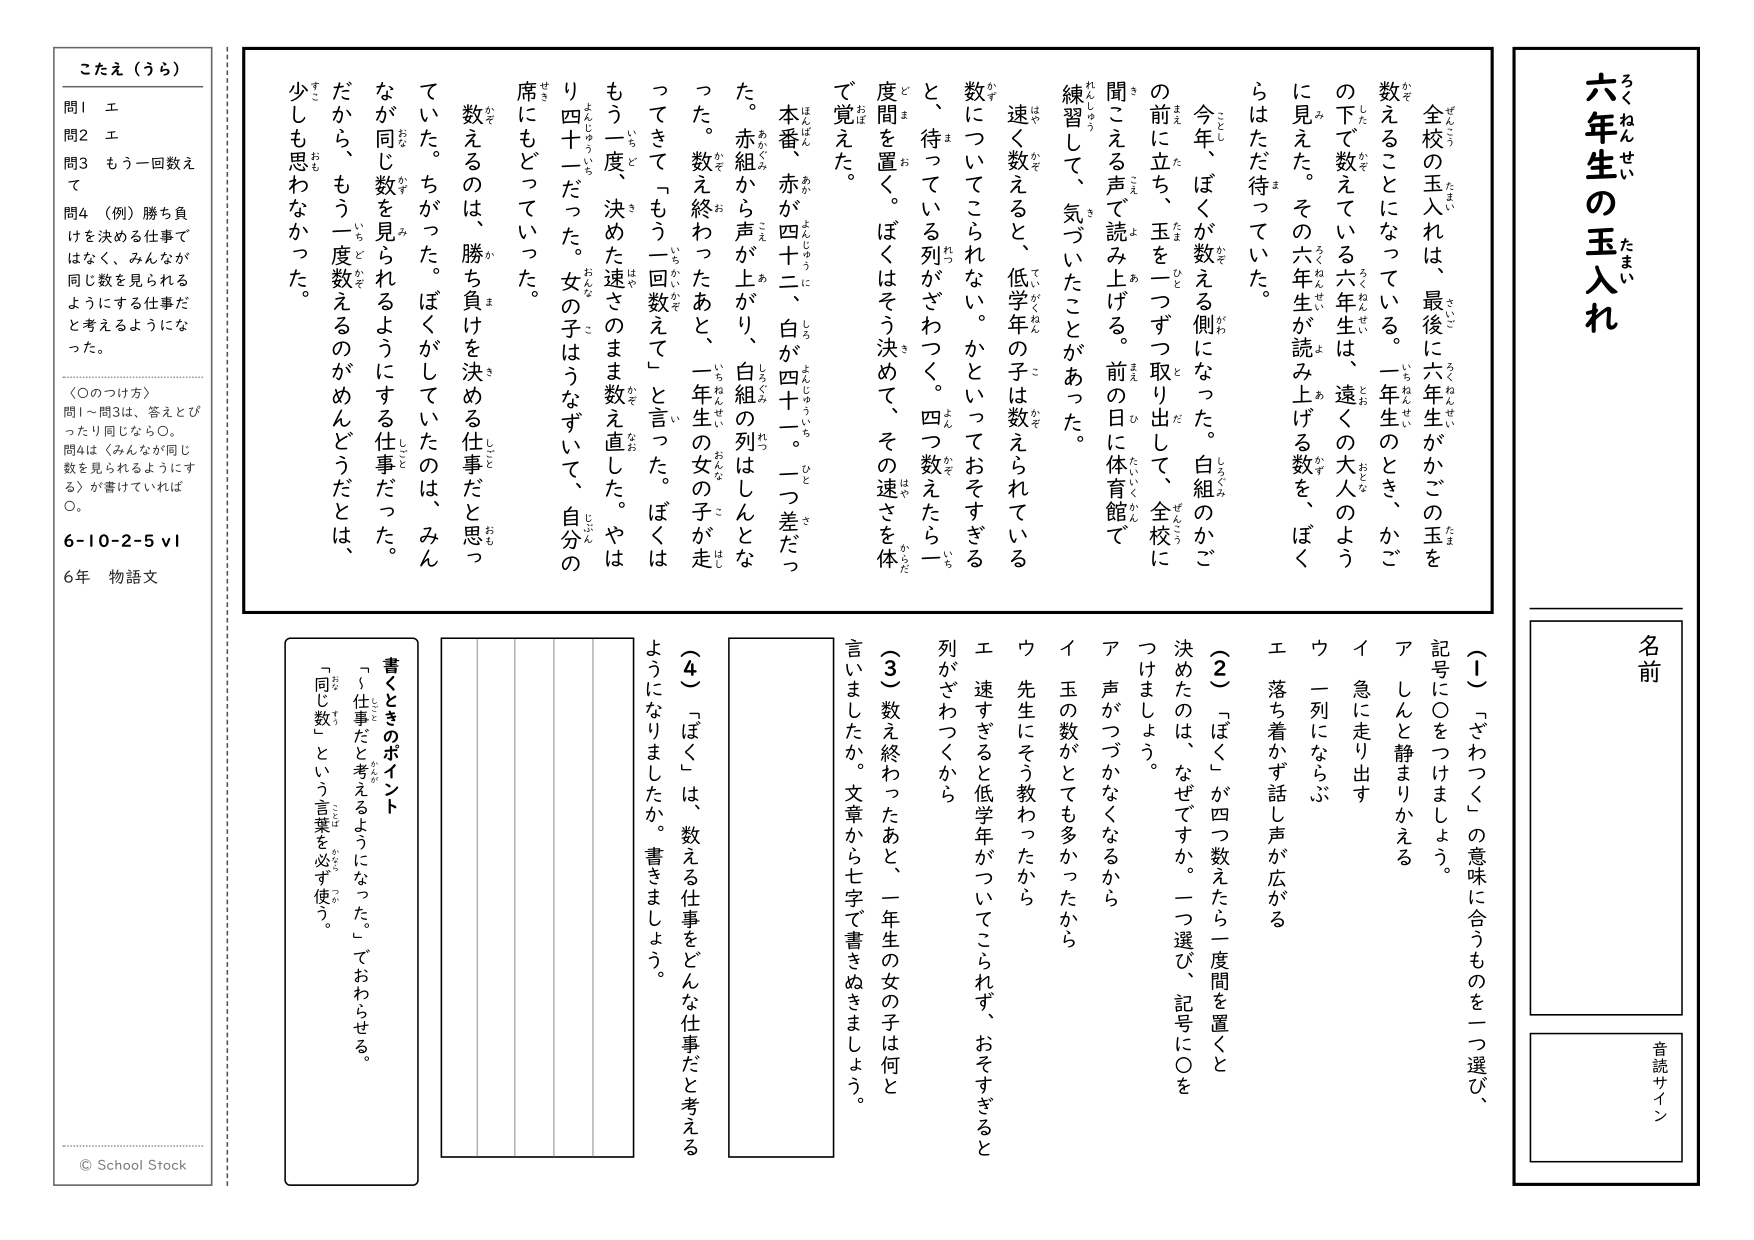 六年生の玉入れ
ろくねんせい
たまい
名前
音読サイン
全校の玉入れは、最後に六年生がかごの玉を
数えることになっている。一年生のとき、かご
の下で数えている六年生は、遠くの大人のよう
に見えた。その六年生が読み上げる数を、ぼく
らはただ待っていた。
今年、ぼくが数える側になった。白組のかご
の前に立ち、玉を一つずつ取り出して、全校に
聞こえる声で読み上げる。前の日に体育館で
練習して、気づいたことがあった。
速く数えると、低学年の子は数えられている
数についてこられない。かといっておそすぎる
と、待っている列がざわつく。四つ数えたら一
度間を置く。ぼくはそう決めて、その速さを体
で覚えた。
本番、赤が四十二、白が四十一。一つ差だっ
た。赤組から声が上がり、白組の列はしんとな
った。数え終わったあと、一年生の女の子が走
ってきて「もう一回数えて」と言った。ぼくは
もう一度、決めた速さのまま数え直した。やは
り四十一だった。女の子はうなずいて、自分の
席にもどっていった。
数えるのは、勝ち負けを決める仕事だと思っ
ていた。ちがった。ぼくがしていたのは、みん
なが同じ数を見られるようにする仕事だった。
だから、もう一度数えるのがめんどうだとは、
少しも思わなかった。
(1)「ざわつく」の意味に合うものを一つ選び、
記号に○をつけましょう。
ア しんと静まりかえる
イ 急に走り出す
ウ 一列にならぶ
エ 落ち着かず話し声が広がる
(2)「ぼく」が四つ数えたら一度間を置くと
決めたのは、なぜですか。一つ選び、記号に○を
つけましょう。
ア 声がつづかなくなるから
イ 玉の数がとても多かったから
ウ 先生にそう教わったから
エ 速すぎると低学年がついてこられず、おそすぎると
列がざわつくから
(3)数え終わったあと、一年生の女の子は何と
言いましたか。文章から七字で書きぬきましょう。
(4)「ぼく」は、数える仕事をどんな仕事だと考える
ようになりましたか。書きましょう。
書くときのポイント
「~仕事だと考えるようになった。」でおわらせる。
「同じ数」という言葉を必ず使う。
こたえ(うら)
問1 エ
問2 エ
問3 もう一回数え
て
問4 (例)勝ち負
けを決める仕事で
はなく、みんなが
同じ数を見られる
ようにする仕事だ
と考えるようにな
った。
〈○のつけ方〉
問1~問3は、答えとぴ
ったり同じなら○。
問4は〈みんなが同じ
数を見られるようにす
る〉が書けていれば
○。
6-10-2-5 v1
6年 物語文
© School Stock